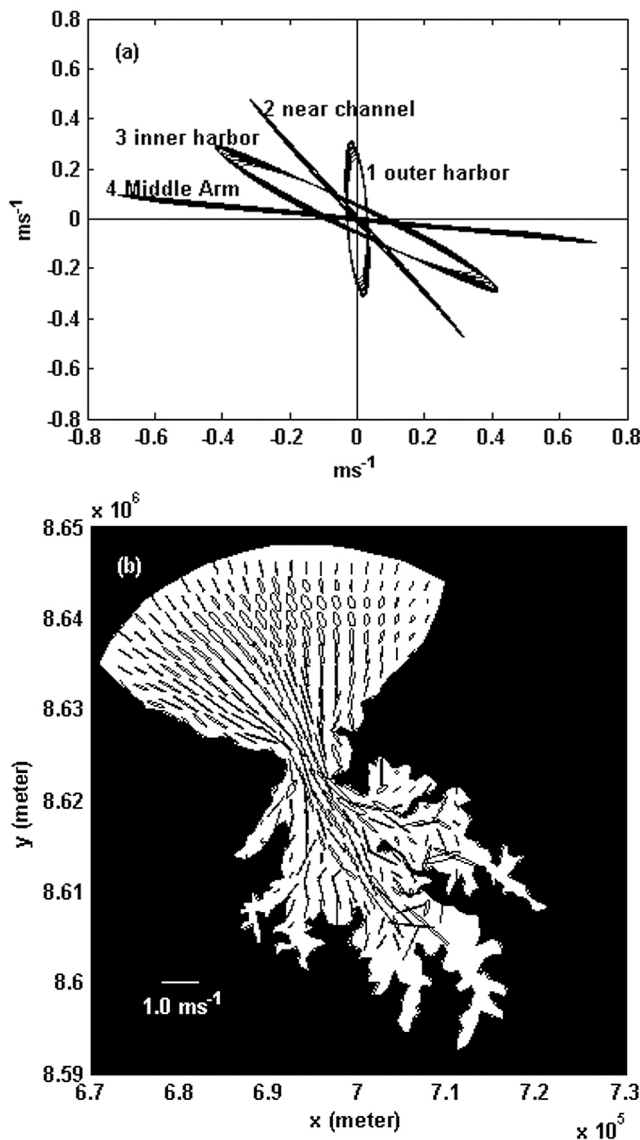 0.8
(a)
0.6
2 near channel
0.4
3 inner harbor
1 outer harbor
0.2
4 Middle Arm
0
ms-1
-0.2
-0.4
-0.6
-0.8
-0.8 -0.6 -0.4 -0.2 0 0.2 0.4 0.6 0.8
ms-1
x 10^6
8.65
(b)
8.64
8.63
8.62
y (meter)
8.61
8.6
1.0 ms-1
8.59
6.7 6.8 6.9 7 7.1 7.2 7.3
x (meter)
x 10^5